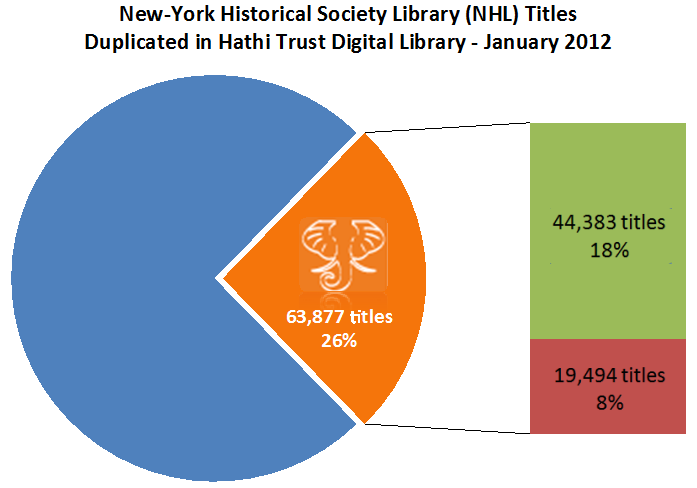 New-York Historical Society Library (NHL) Titles
Duplicated in Hathi Trust Digital Library - January 2012
63,877 titles
26%
44,383 titles
18%
19,494 titles
8%